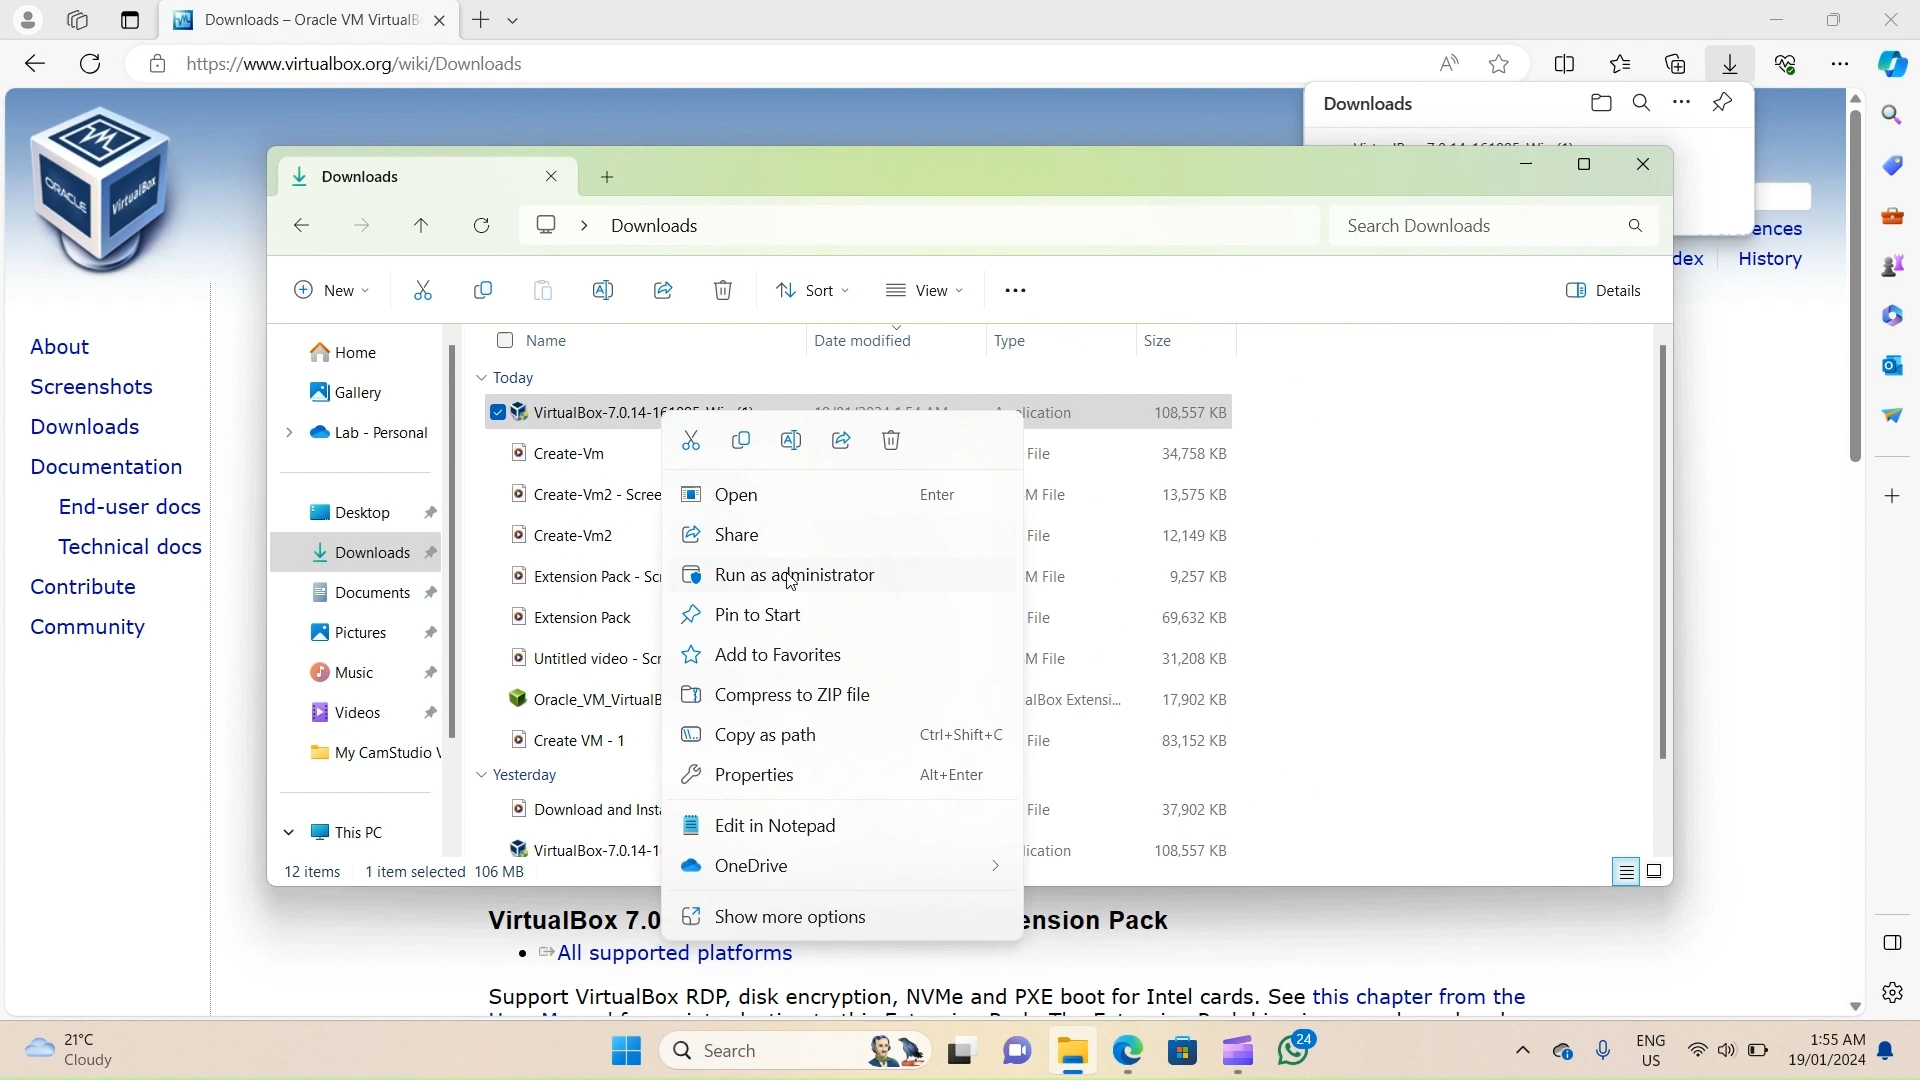 Downloads – Oracle VM VirtualB
https://www.virtualbox.org/wiki/Downloads
Downloads
ORACLE
VirtualBox
ences
dex
History
About
Screenshots
Downloads
Documentation
End-user docs
Technical docs
Contribute
Community
Downloads
Downloads
Search Downloads
New
Sort
View
Details
Home
Gallery
Lab - Personal
Desktop
Downloads
Documents
Pictures
Music
Videos
My CamStudio V
This PC
Name
Date modified
Type
Size
Today
VirtualBox-7.0.14-161095-Win (1)
lication
108,557 KB
Create-Vm
File
34,758 KB
Create-Vm2 - Scree
M File
13,575 KB
Create-Vm2
File
12,149 KB
Extension Pack - Scr
M File
9,257 KB
Extension Pack
File
69,632 KB
Untitled video - Scr
M File
31,208 KB
Oracle_VM_VirtualB
alBox Extensi...
17,902 KB
Create VM - 1
File
83,152 KB
Yesterday
Download and Insta
File
37,902 KB
VirtualBox-7.0.14-1
lication
108,557 KB
12 items
1 item selected 106 MB
Open Enter
Share
Run as administrator
Pin to Start
Add to Favorites
Compress to ZIP file
Copy as path Ctrl+Shift+C
Properties Alt+Enter
Edit in Notepad
OneDrive
Show more options
VirtualBox 7.0
ension Pack
All supported platforms
Support VirtualBox RDP, disk encryption, NVMe and PXE boot for Intel cards. See this chapter from the
21°C
Cloudy
Search
24
ENG
US
1:55 AM
19/01/2024